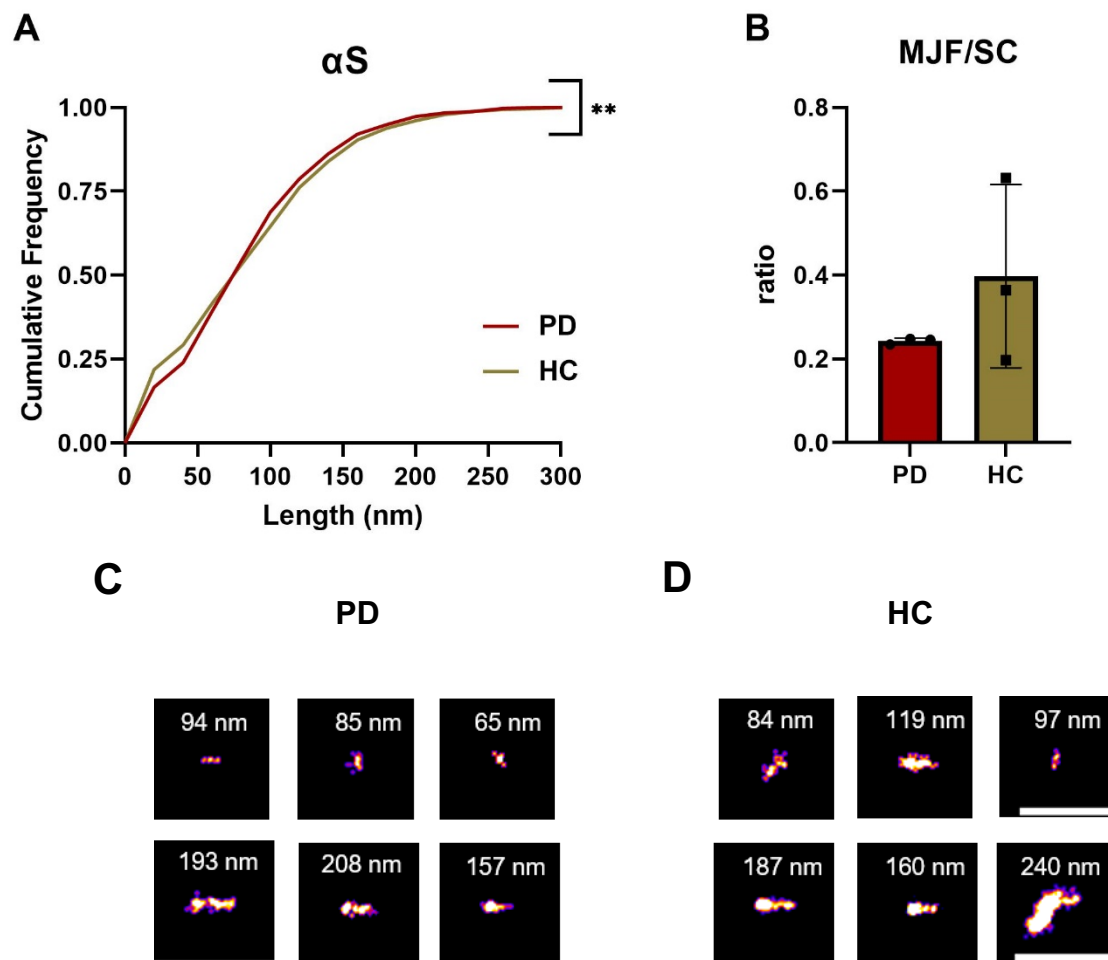 A
αS
Cumulative Frequency
1.00
0.75
0.50
0.25
0.00
**
PD
HC
0 50 100 150 200 250 300
Length (nm)
B
MJF/SC
ratio
0.8
0.6
0.4
0.2
0.0
PD HC
C
PD
94 nm 85 nm 65 nm
193 nm 208 nm 157 nm
D
HC
84 nm 119 nm 97 nm
187 nm 160 nm 240 nm